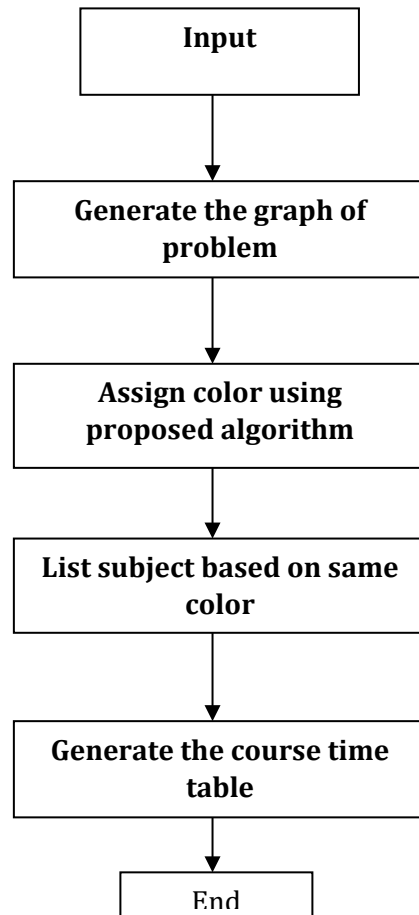 Input
Generate the graph of
problem
Assign color using
proposed algorithm
List subject based on same
color
Generate the course time
table
End